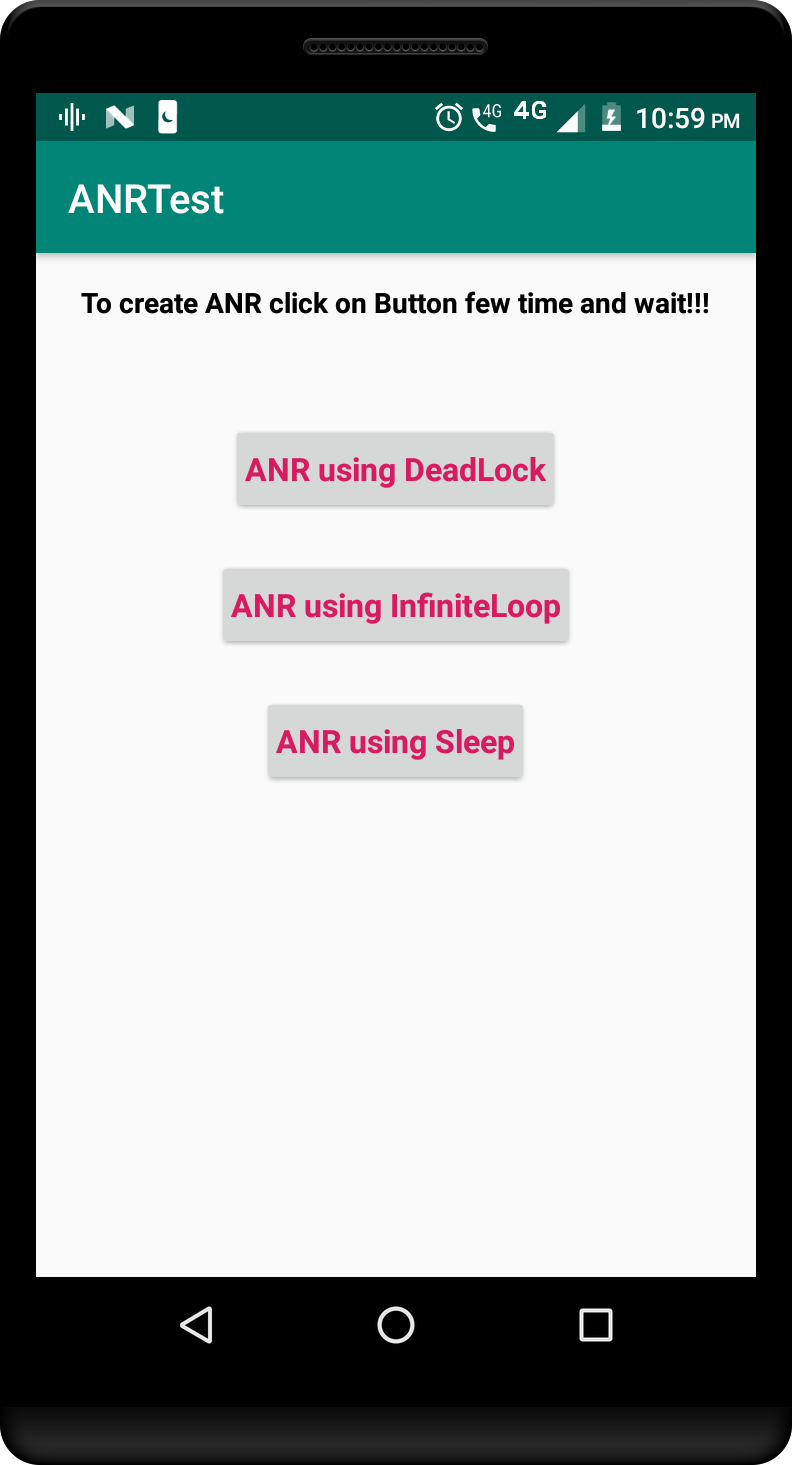 4G 4G 10:59 PM
ANRTest
To create ANR click on Button few time and wait!!!
ANR using DeadLock
ANR using InfiniteLoop
ANR using Sleep